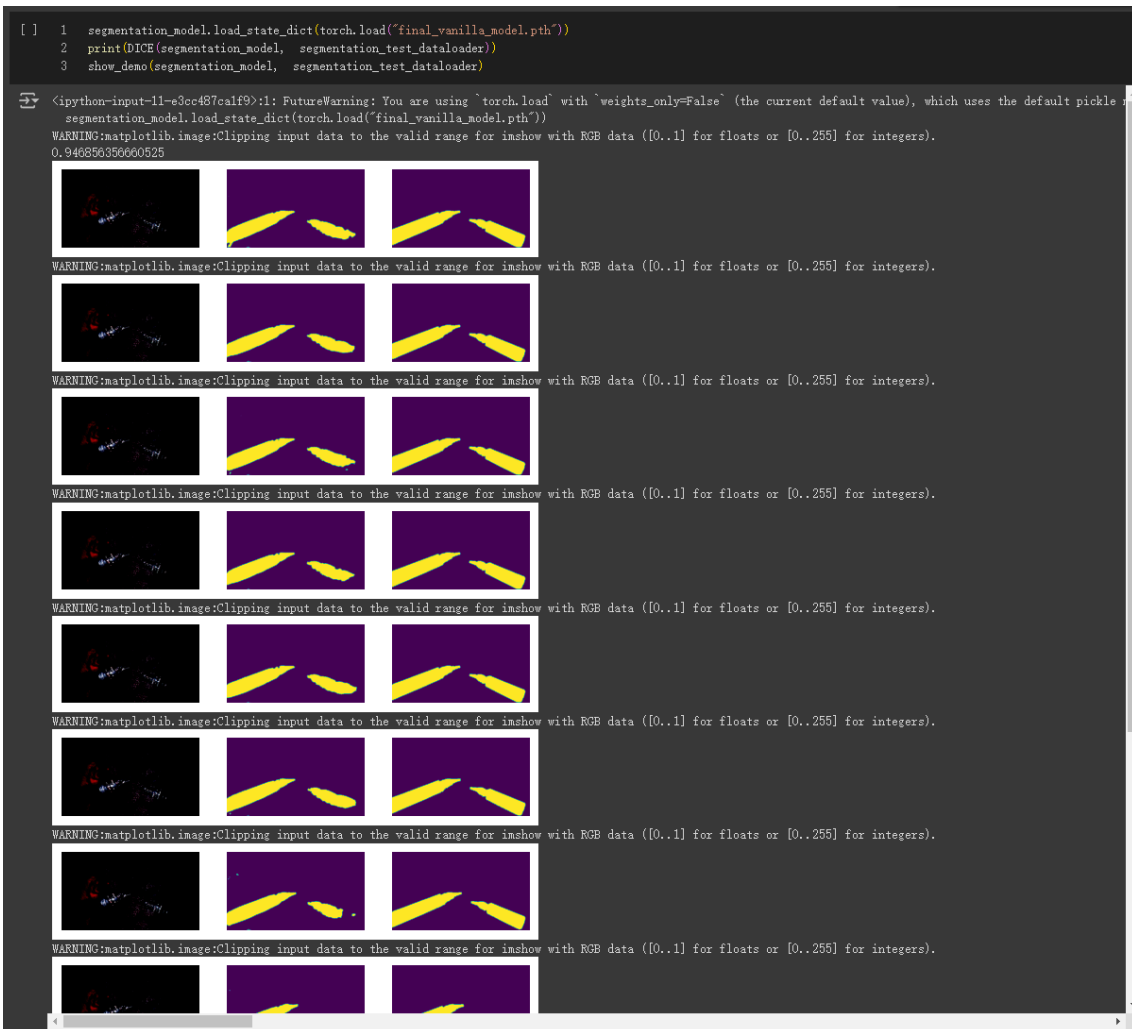 [ ] 1 segmentation_model.load_state_dict(torch.load("final_vanilla_model.pth"))
2 print(DICE(segmentation_model, segmentation_test_dataloader))
3 show_demo(segmentation_model, segmentation_test_dataloader)
<ipython-input-11-e3cc487ca1f9>:1: FutureWarning: You are using `torch.load` with `weights_only=False` (the current default value), which uses the default pickle
segmentation_model.load_state_dict(torch.load("final_vanilla_model.pth"))
WARNING:matplotlib.image:Clipping input data to the valid range for imshow with RGB data ([0..1] for floats or [0..255] for integers).
0.946856356660525
WARNING:matplotlib.image:Clipping input data to the valid range for imshow with RGB data ([0..1] for floats or [0..255] for integers).
WARNING:matplotlib.image:Clipping input data to the valid range for imshow with RGB data ([0..1] for floats or [0..255] for integers).
WARNING:matplotlib.image:Clipping input data to the valid range for imshow with RGB data ([0..1] for floats or [0..255] for integers).
WARNING:matplotlib.image:Clipping input data to the valid range for imshow with RGB data ([0..1] for floats or [0..255] for integers).
WARNING:matplotlib.image:Clipping input data to the valid range for imshow with RGB data ([0..1] for floats or [0..255] for integers).
WARNING:matplotlib.image:Clipping input data to the valid range for imshow with RGB data ([0..1] for floats or [0..255] for integers).
WARNING:matplotlib.image:Clipping input data to the valid range for imshow with RGB data ([0..1] for floats or [0..255] for integers).